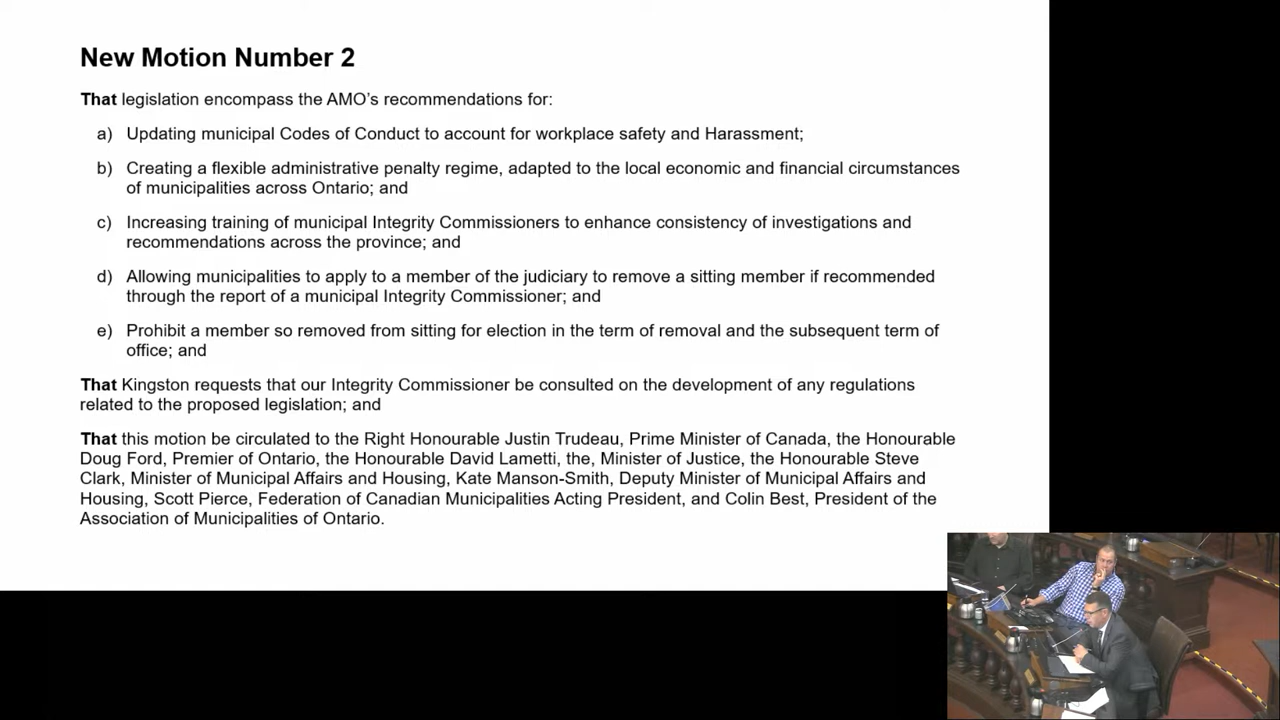 New Motion Number 2
That legislation encompass the AMO's recommendations for:
a) Updating municipal Codes of Conduct to account for workplace safety and Harassment;
b) Creating a flexible administrative penalty regime, adapted to the local economic and financial circumstances
of municipalities across Ontario; and
c) Increasing training of municipal Integrity Commissioners to enhance consistency of investigations and
recommendations across the province; and
d) Allowing municipalities to apply to a member of the judiciary to remove a sitting member if recommended
through the report of a municipal Integrity Commissioner; and
e) Prohibit a member so removed from sitting for election in the term of removal and the subsequent term of
office; and
That Kingston requests that our Integrity Commissioner be consulted on the development of any regulations
related to the proposed legislation; and
That this motion be circulated to the Right Honourable Justin Trudeau, Prime Minister of Canada, the Honourable
Doug Ford, Premier of Ontario, the Honourable David Lametti, the, Minister of Justice, the Honourable Steve
Clark, Minister of Municipal Affairs and Housing, Kate Manson-Smith, Deputy Minister of Municipal Affairs and
Housing, Scott Pierce, Federation of Canadian Municipalities Acting President, and Colin Best, President of the
Association of Municipalities of Ontario.